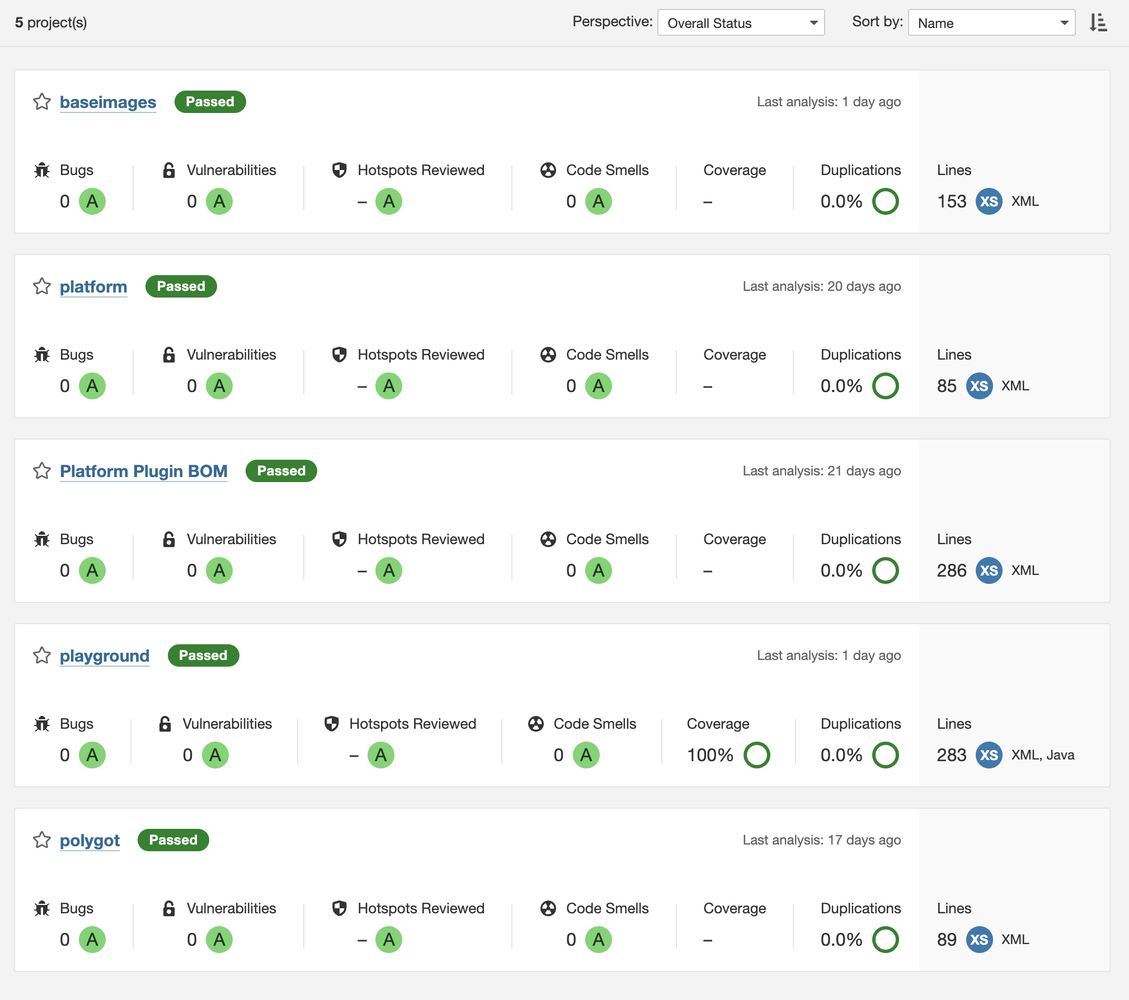 5 project(s) Perspective: Overall Status Sort by: Name
baseimages Passed Last analysis: 1 day ago
Bugs Vulnerabilities Hotspots Reviewed Code Smells Coverage Duplications Lines
0 A 0 A – A 0 A – 0.0% 153 XS XML
platform Passed Last analysis: 20 days ago
Bugs Vulnerabilities Hotspots Reviewed Code Smells Coverage Duplications Lines
0 A 0 A – A 0 A – 0.0% 85 XS XML
Platform Plugin BOM Passed Last analysis: 21 days ago
Bugs Vulnerabilities Hotspots Reviewed Code Smells Coverage Duplications Lines
0 A 0 A – A 0 A – 0.0% 286 XS XML
playground Passed Last analysis: 1 day ago
Bugs Vulnerabilities Hotspots Reviewed Code Smells Coverage Duplications Lines
0 A 0 A – A 0 A 100% 0.0% 283 XS XML, Java
polygot Passed Last analysis: 17 days ago
Bugs Vulnerabilities Hotspots Reviewed Code Smells Coverage Duplications Lines
0 A 0 A – A 0 A – 0.0% 89 XS XML